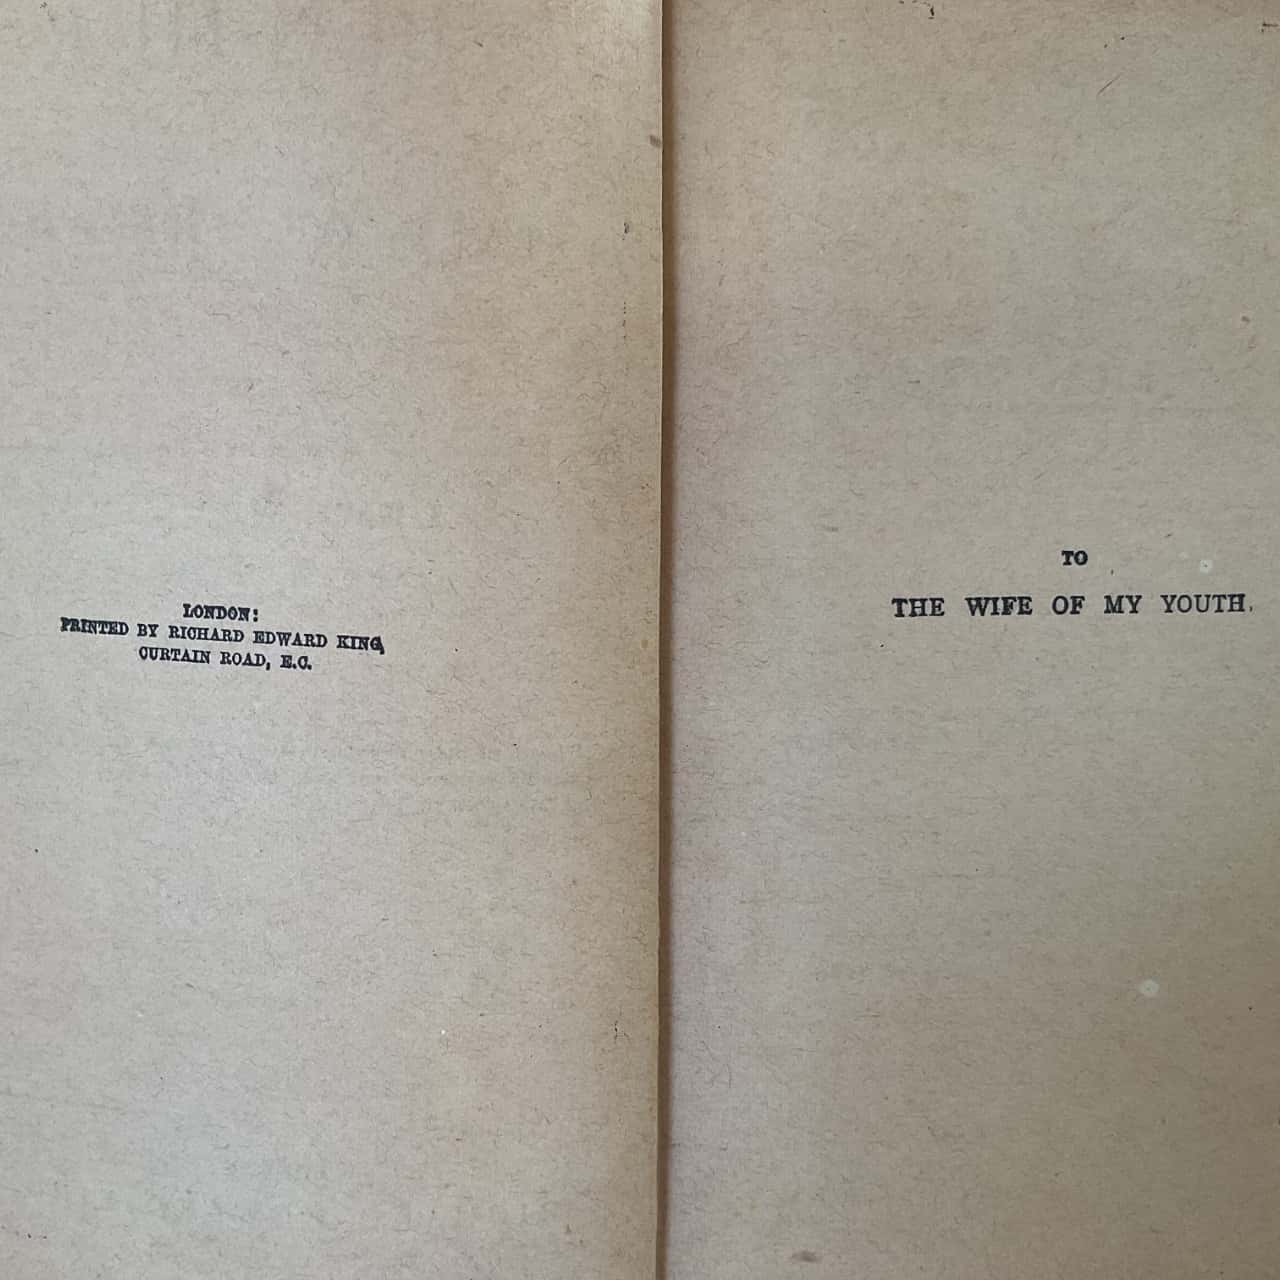 LONDON:
PRINTED BY RICHARD EDWARD KING,
CURTAIN ROAD, E.C.
TO
THE WIFE OF MY YOUTH.